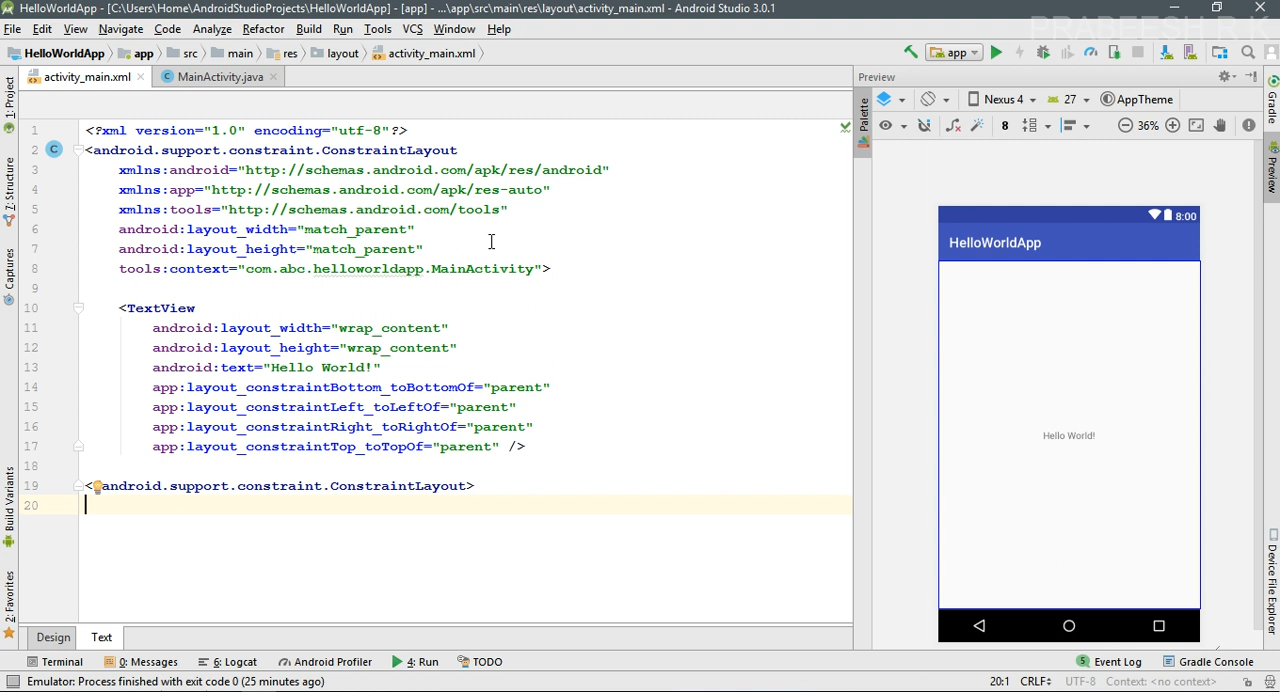 HelloWorldApp - [C:\Users\Home\AndroidStudioProjects\HelloWorldApp] - [app] - ...\app\src\main\res\layout\activity_main.xml - Android Studio 3.0.1
PRABEESH R K
File Edit View Navigate Code Analyze Refactor Build Run Tools VCS Window Help
HelloWorldApp app src main res layout activity_main.xml app
activity_main.xml MainActivity.java
Preview
Nexus 4 27 AppTheme
8 36%
1: Project
7: Structure
Captures
Build Variants
2: Favorites
1 <?xml version="1.0" encoding="utf-8"?>
2 <android.support.constraint.ConstraintLayout
3 xmlns:android="http://schemas.android.com/apk/res/android"
4 xmlns:app="http://schemas.android.com/apk/res-auto"
5 xmlns:tools="http://schemas.android.com/tools"
6 android:layout_width="match_parent"
7 android:layout_height="match_parent"
8 tools:context="com.abc.helloworldapp.MainActivity">
9
10 <TextView
11 android:layout_width="wrap_content"
12 android:layout_height="wrap_content"
13 android:text="Hello World!"
14 app:layout_constraintBottom_toBottomOf="parent"
15 app:layout_constraintLeft_toLeftOf="parent"
16 app:layout_constraintRight_toRightOf="parent"
17 app:layout_constraintTop_toTopOf="parent" />
18
19 <android.support.constraint.ConstraintLayout>
20
Palette
8:00
HelloWorldApp
Hello World!
Gradle
Preview
Device File Explorer
Design Text
Terminal 0: Messages 6: Logcat Android Profiler 4: Run TODO 5 Event Log Gradle Console
Emulator: Process finished with exit code 0 (25 minutes ago) 20:1 CRLF UTF-8 Context: <no context>